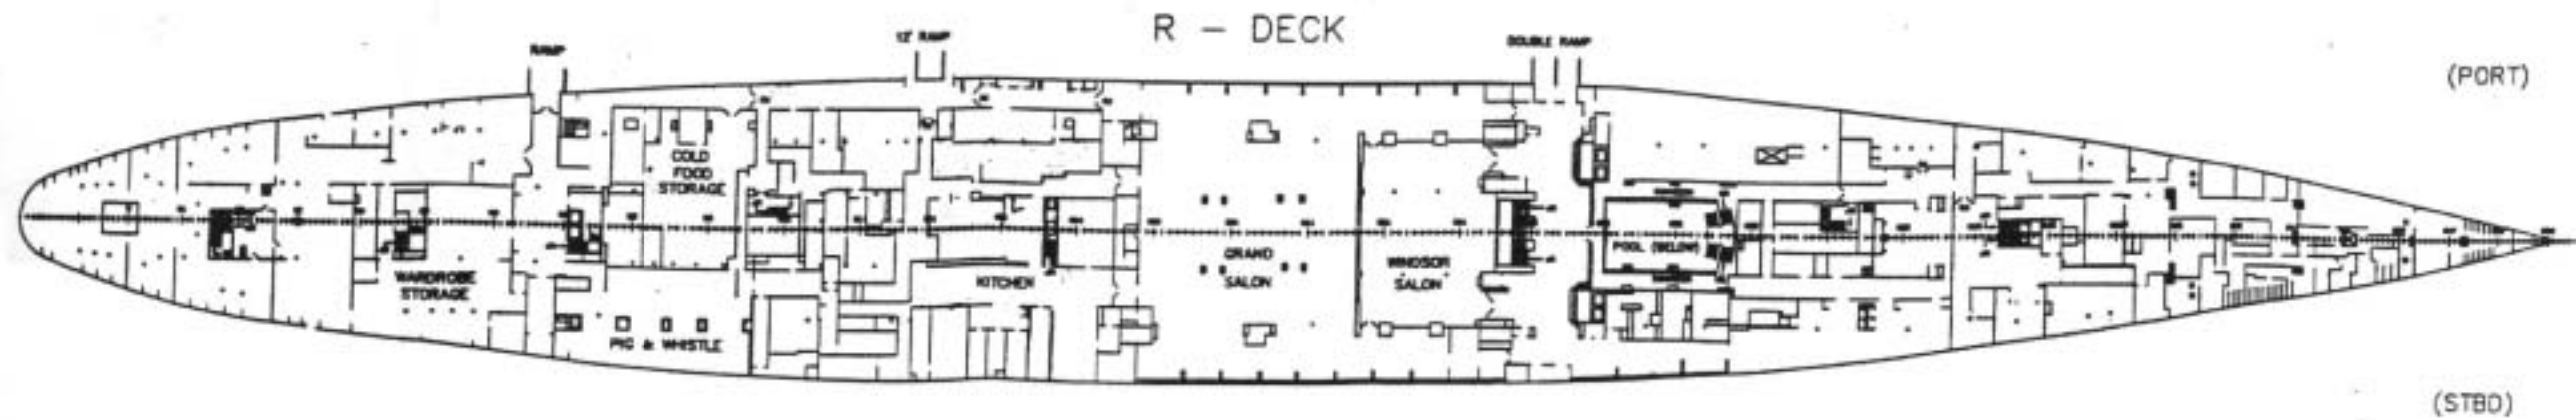 R - DECK
RAMP
12' RAMP
DOUBLE RAMP
(PORT)
COLD
FOOD
STORAGE
WARDROBE
STORAGE
PIG & WHISTLE
KITCHEN
GRAND
SALON
WINDSOR
SALON
POOL (BELOW)
(STBD)